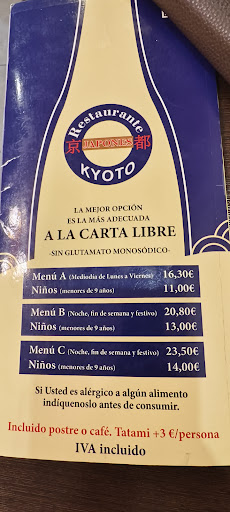 Restaurante
京 JAPONÉS 都
KYOTO
LA MEJOR OPCIÓN
ES LA MÁS ADECUADA
A LA CARTA LIBRE
-SIN GLUTAMATO MONOSÓDICO-
Menú A (Mediodía de Lunes a Viernes) 16,30€
Niños (menores de 9 años) 11,00€
Menú B (Noche, fin de semana y festivo) 20,80€
Niños (menores de 9 años) 13,00€
Menú C (Noche, fin de semana y festivo) 23,50€
Niños (menores de 9 años) 14,00€
Si Usted es alérgico a algún alimento
indíquenoslo antes de consumir.
Incluido postre o café. Tatami +3 €/persona
IVA incluido